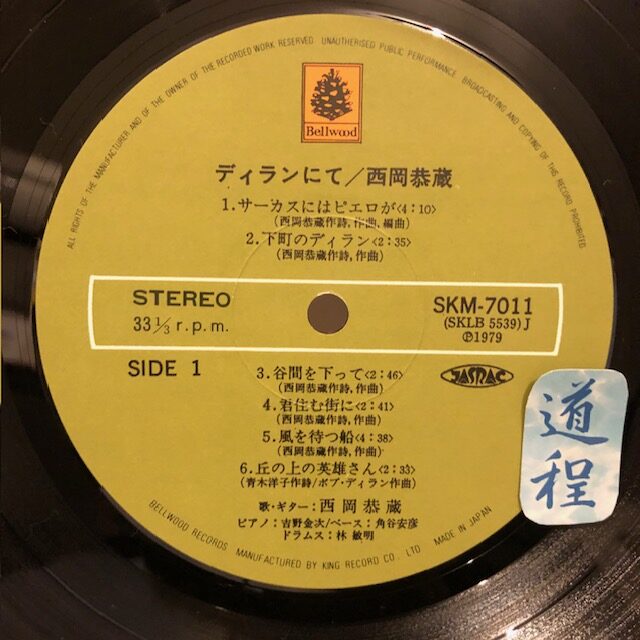 ALL RIGHTS OF THE MANUFACTURER AND OF THE OWNER OF THE RECORDED WORK RESERVED. UNAUTHORISED PUBLIC PERFORMANCE, BROADCASTING AND COPYING OF THIS RECORD PROHIBITED.
Bellwood
ディランにて／西岡恭蔵
1.サーカスにはピエロが<4:10>
(西岡恭蔵作詩,作曲,編曲)
2.下町のディラン<2:35>
(西岡恭蔵作詩,作曲)
STEREO
33 1/3 r.p.m.
SIDE 1
SKM-7011
(SKLB 5539)J
Ⓟ1979
3.谷間を下って<2:46>
(西岡恭蔵作詩,作曲)
4.君住む街に<2:41>
(西岡恭蔵作詩,作曲)
5.風を待つ船<4:38>
(西岡恭蔵作詩,作曲)
6.丘の上の英雄さん<2:33>
(青木洋子作詩/ボブ・ディラン作曲)
JASRAC
道程
歌・ギター：西岡恭蔵
ピアノ：吉野金次/ベース：角谷安彦
ドラムス：林敏明
BELLWOOD RECORDS MANUFACTURED BY KING RECORD CO., LTD MADE IN JAPAN